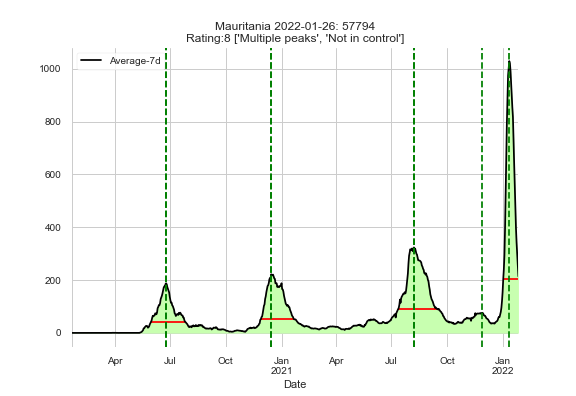 Mauritania 2022-01-26: 57794
Rating:8 ['Multiple peaks', 'Not in control']
Average-7d
1000
800
600
400
200
0
Apr Jul Oct Jan Apr Jul Oct Jan
2021 2022
Date